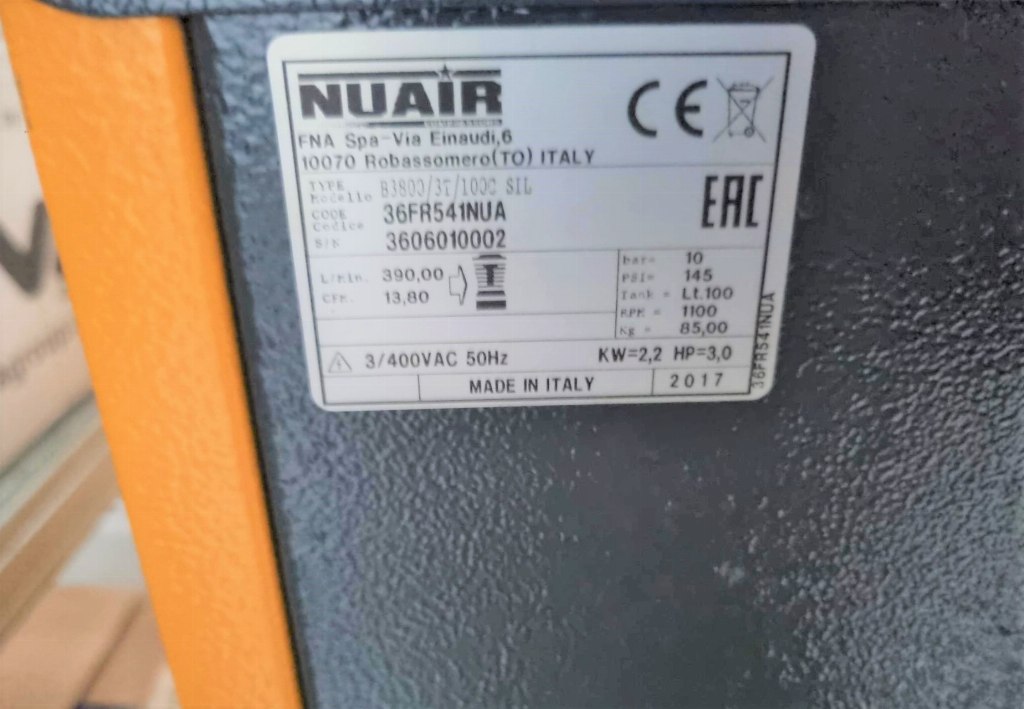 NUAIR
FNA Spa-Via Einaudi,6
10070 Robassomero(TO) ITALY
CE
TYPE
Modello
B3800/3T/100C SIL
CODE
Codice
36FR541NUA
S/N
3606010002
EAC
L/min. 390,00
CFM. 13,80
bar= 10
PSI= 145
Tank = Lt.100
RPM = 1100
Kg = 85,00
3/400VAC 50Hz
KW=2,2 HP=3,0
MADE IN ITALY
2017
36FR541NUA